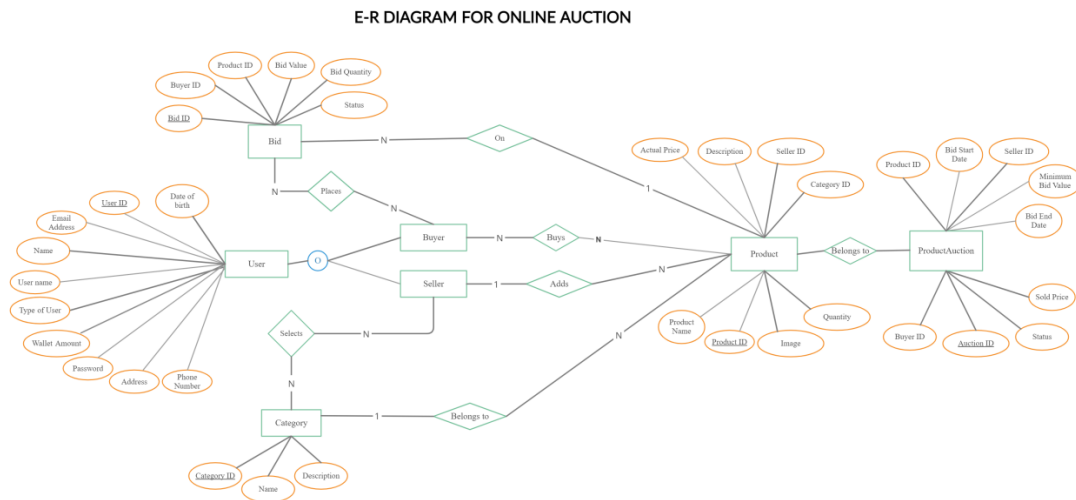 E-R DIAGRAM FOR ONLINE AUCTION
Product ID
Bid Value
Bid Quantity
Buyer ID
Status
Bid ID
Bid
N
On
N
Places
N
1
Actual Price
Description
Seller ID
Category ID
Product ID
Bid Start
Date
Seller ID
Minimum
Bid Value
Bid End
Date
User ID
Date of
birth
Email
Address
Name
User name
Type of User
Wallet Amount
Password
Address
Phone
Number
User
O
Buyer
N
Buys
N
Product
Belongs to
ProductAuction
Seller
1
Adds
N
Selects
N
N
N
Product
Name
Product ID
Image
Quantity
Sold Price
Buyer ID
Auction ID
Status
Category
1
Belongs to
Category ID
Name
Description